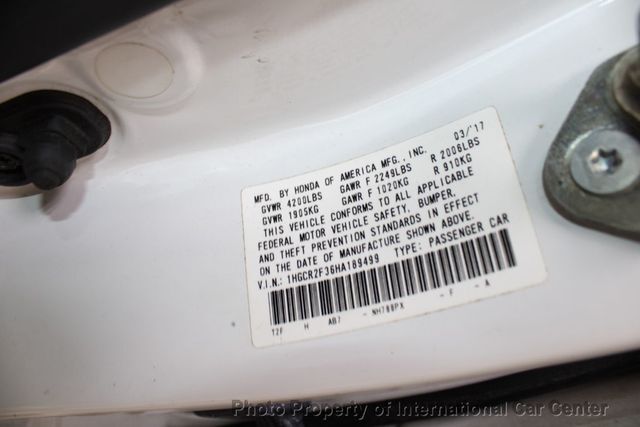 MFD. BY HONDA OF AMERICA MFG., INC. 03/'17
GVWR 4200LBS GAWR F 2249LBS R 2006LBS
GVWR 1905KG GAWR F 1020KG R 910KG
THIS VEHICLE CONFORMS TO ALL APPLICABLE
FEDERAL MOTOR VEHICLE SAFETY, BUMPER,
AND THEFT PREVENTION STANDARDS IN EFFECT
ON THE DATE OF MANUFACTURE SHOWN ABOVE.
V.I.N.: 1HGCR2F36HA189499 TYPE: PASSENGER CAR
T2F H AB7 - NH788PX - F - A
Photo Property of International Car Center